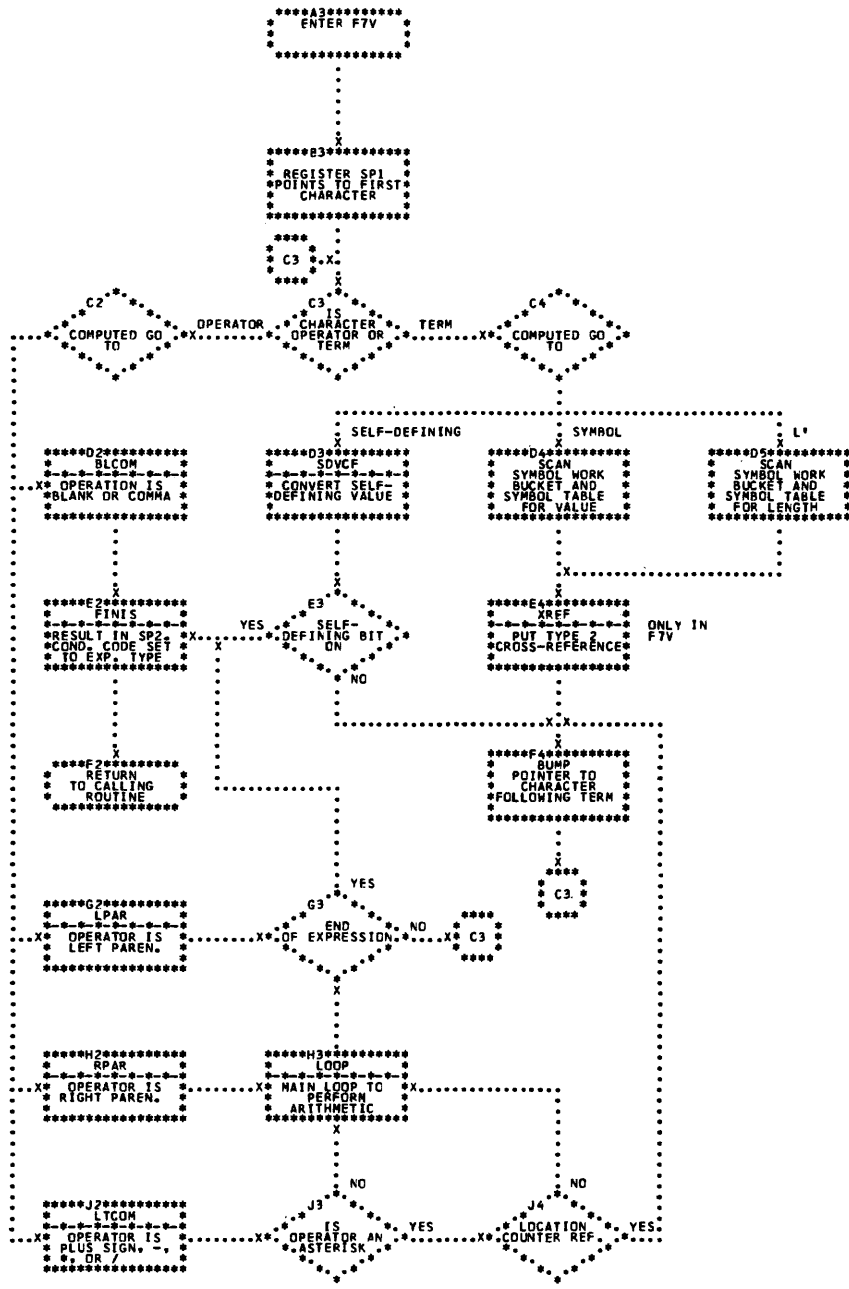 A3
ENTER F7V
B3
REGISTER SPI
POINTS TO FIRST
CHARACTER
C3
C2
COMPUTED GO
TO
OPERATOR
C3
IS
CHARACTER
OPERATOR OR
TERM
TERM
C4
COMPUTED GO
TO
SELF-DEFINING
SYMBOL
L'
D2
BLCOM
OPERATION IS
BLANK OR COMMA
D3
SDVCF
CONVERT SELF-
DEFINING VALUE
D4
SCAN
SYMBOL WORK
BUCKET AND
SYMBOL TABLE
FOR VALUE
D5
SCAN
SYMBOL WORK
BUCKET AND
SYMBOL TABLE
FOR LENGTH
E2
FINIS
RESULT IN SP2.
COND. CODE SET
TO EXP. TYPE
YES
E3
SELF-
DEFINING BIT
ON
NO
E4
XREF
PUT TYPE 2
CROSS-REFERENCE
ONLY IN
F7V
F2
RETURN
TO CALLING
ROUTINE
F4
BUMP
POINTER TO
CHARACTER
FOLLOWING TERM
C3
G2
LPAR
OPERATOR IS
LEFT PAREN.
YES
G3
END
OF EXPRESSION
NO
C3
H2
RPAR
OPERATOR IS
RIGHT PAREN.
H3
LOOP
MAIN LOOP TO
PERFORM
ARITHMETIC
J2
LTCOM
OPERATOR IS
PLUS SIGN, -,
*, OR /
NO
J3
IS
OPERATOR AN
ASTERISK
YES
NO
J4
LOCATION
COUNTER REF.
YES